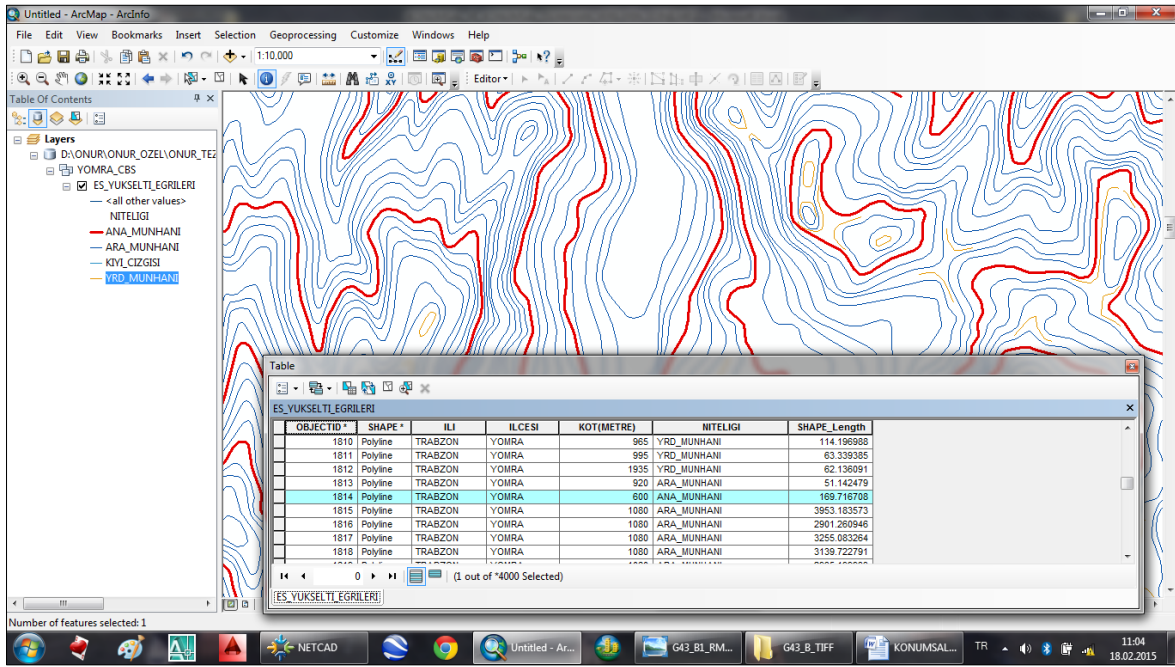 Untitled - ArcMap - ArcInfo
File Edit View Bookmarks Insert Selection Geoprocessing Customize Windows Help
1:10,000
Editor
Table Of Contents
Layers
D:\ONUR\ONUR_OZEL\ONUR_TEZ
YOMRA_CBS
ES_YUKSELTI_EGRILERI
<all other values>
NITELIGI
ANA_MUNHANI
ARA_MUNHANI
KIYI_CIZGISI
YRD_MUNHANI
Table
ES_YUKSELTI_EGRILERI
OBJECTID * SHAPE * ILI ILCESI KOT(METRE) NITELIGI SHAPE_Length
1810 Polyline TRABZON YOMRA 965 YRD_MUNHANI 114.196988
1811 Polyline TRABZON YOMRA 995 YRD_MUNHANI 63.339385
1812 Polyline TRABZON YOMRA 1935 YRD_MUNHANI 62.136091
1813 Polyline TRABZON YOMRA 920 ARA_MUNHANI 51.142479
1814 Polyline TRABZON YOMRA 600 ANA_MUNHANI 169.716708
1815 Polyline TRABZON YOMRA 1080 ARA_MUNHANI 3953.183573
1816 Polyline TRABZON YOMRA 1080 ARA_MUNHANI 2901.260946
1817 Polyline TRABZON YOMRA 1080 ARA_MUNHANI 3255.083264
1818 Polyline TRABZON YOMRA 1080 ARA_MUNHANI 3139.722791
0 (1 out of *4000 Selected)
ES_YUKSELTI_EGRILERI
Number of features selected: 1
NETCAD
Untitled - Arc...
G43_B1_RM...
G43_B_TIFF
KONUMSAL...
TR
11:04
18.02.2015